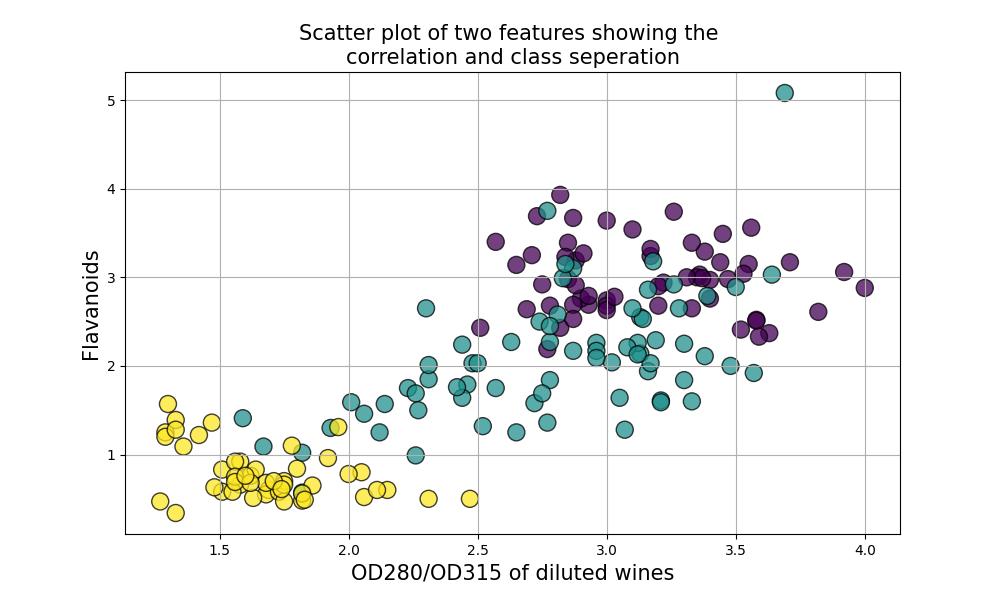 Scatter plot of two features showing the
correlation and class seperation
5
4
3
2
1
Flavanoids
1.5 2.0 2.5 3.0 3.5 4.0
OD280/OD315 of diluted wines